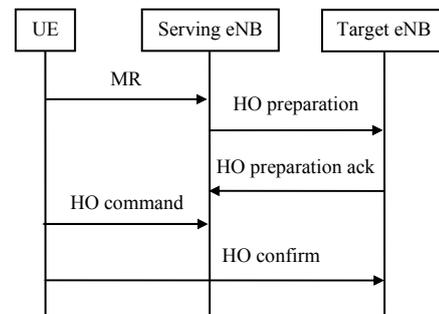 UE
Serving eNB
Target eNB
MR
HO preparation
HO preparation ack
HO command
HO confirm